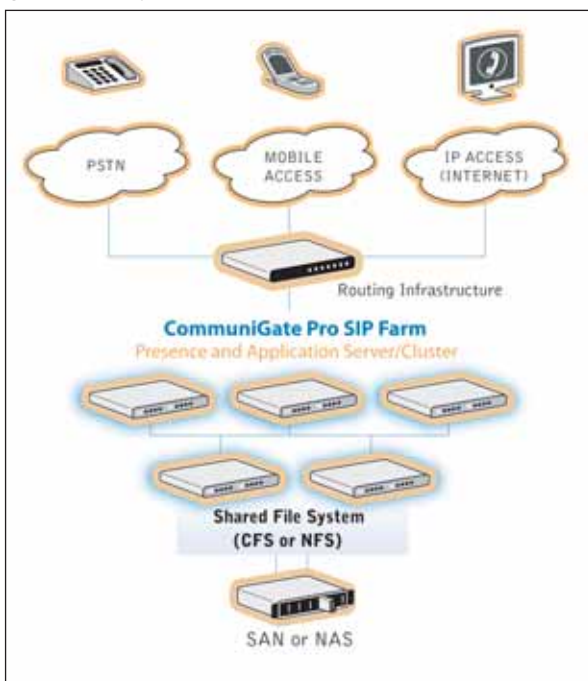 PSTN
MOBILE
ACCESS
IP ACCESS
(INTERNET)
Routing Infrastructure
CommuniGate Pro SIP Farm
Presence and Application Server/Cluster
Shared File System
(CFS or NFS)
SAN or NAS